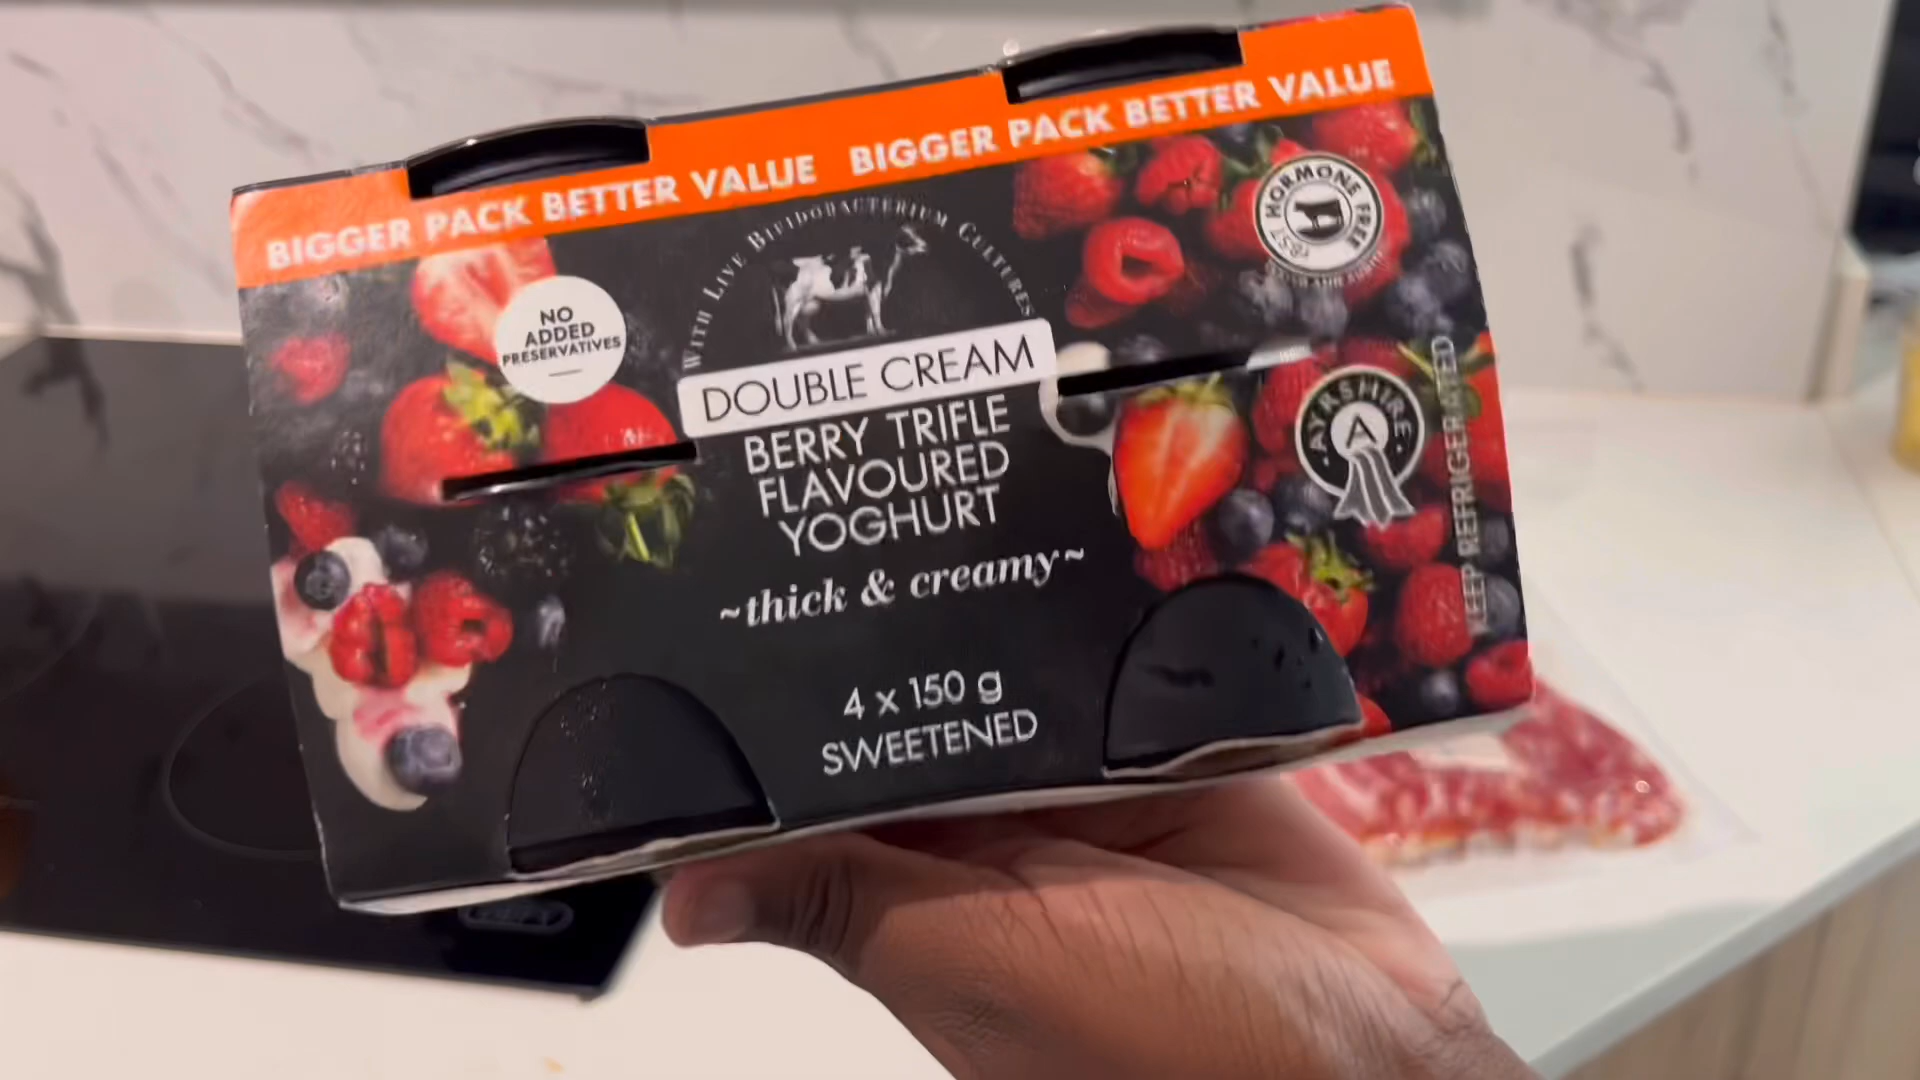 BIGGER PACK BETTER VALUE BIGGER PACK BETTER VALUE
NO
ADDED
PRESERVATIVES
WITH LIVE BIFIDOBACTERIUM CULTURES
HORMONE FREE
rBST
DOUBLE CREAM
BERRY TRIFLE
FLAVOURED
YOGHURT
~thick & creamy~
4 x 150 g
SWEETENED
AYRSHIRE
A
KEEP REFRIGERATED